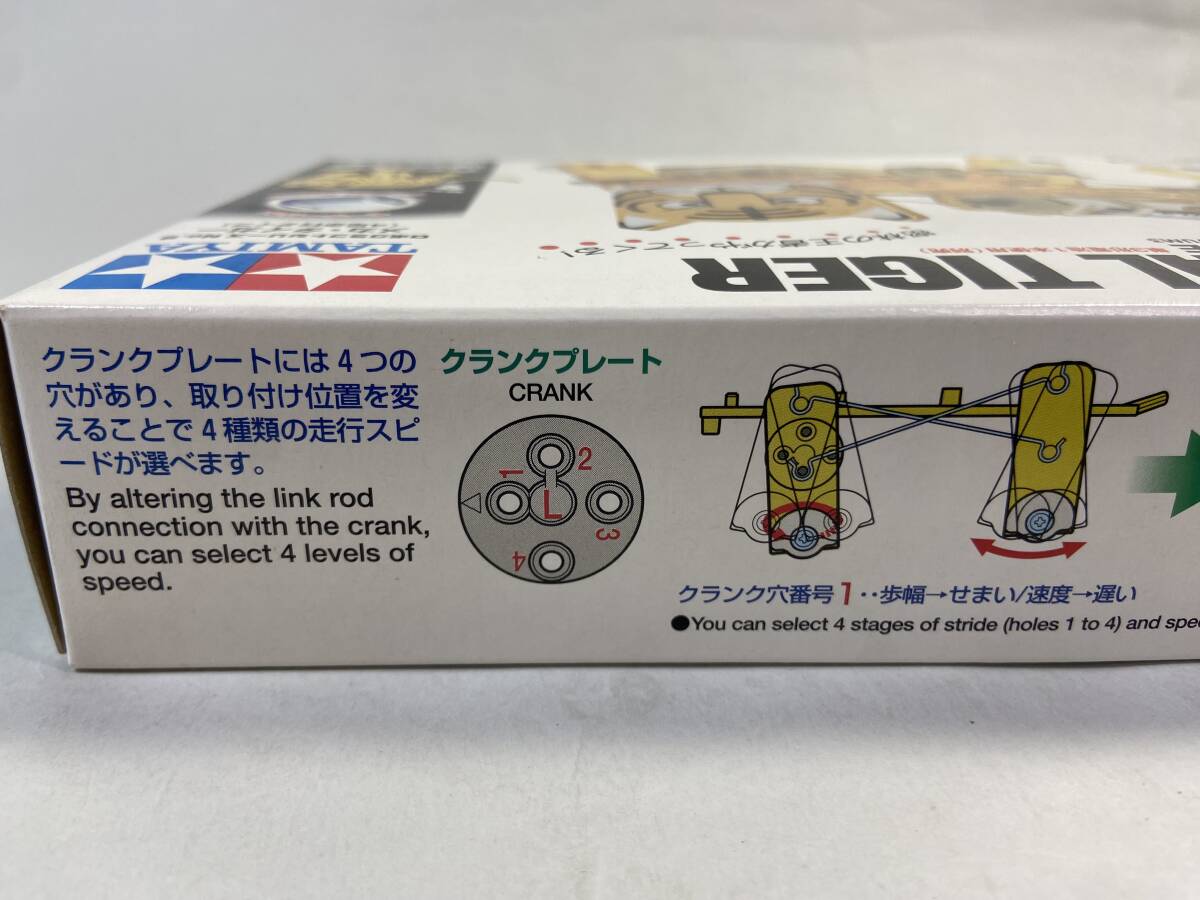 TAMIYA
AL TIGER
クランクプレートには4つの
穴があり、取り付け位置を変
えることで4種類の走行スピ
ードが選べます。
By altering the link rod
connection with the crank,
you can select 4 levels of
speed.
クランクプレート
CRANK
1
2
L
3
4
クランク穴番号1‥歩幅→せまい/速度→遅い
●You can select 4 stages of stride (holes 1 to 4) and spee